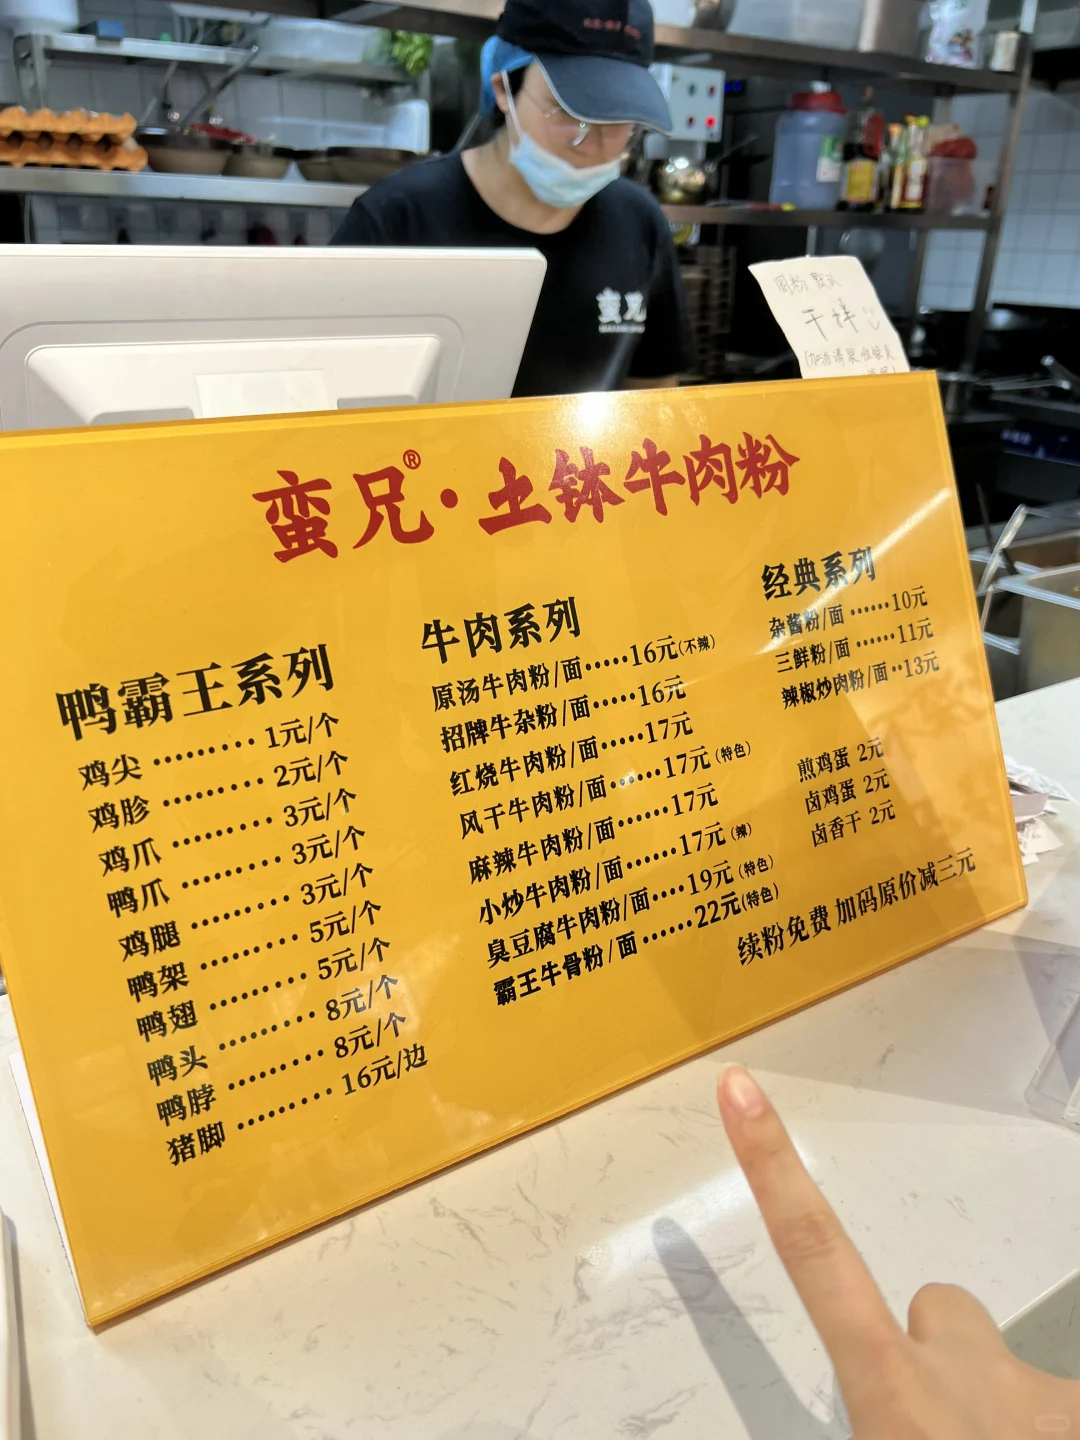 蛮兄
圆粉 默认
干拌
蛮兄®·土钵牛肉粉
鸭霸王系列
鸡尖 ········· 1元/个
鸡胗 ········· 2元/个
鸡爪 ········· 3元/个
鸭爪 ········· 3元/个
鸡腿 ········· 3元/个
鸭架 ········· 5元/个
鸭翅 ········· 5元/个
鸭头 ········· 8元/个
鸭脖 ········· 8元/个
猪脚 ········· 16元/边
牛肉系列
原汤牛肉粉/面·····16元(不辣)
招牌牛杂粉/面·····16元
红烧牛肉粉/面·····17元
风干牛肉粉/面······17元(特色)
麻辣牛肉粉/面······17元
小炒牛肉粉/面······17元(辣)
臭豆腐牛肉粉/面····19元(特色)
霸王牛骨粉/面······22元(特色)
经典系列
杂酱粉/面······10元
三鲜粉/面······11元
辣椒炒肉粉/面··13元
煎鸡蛋 2元
卤鸡蛋 2元
卤香干 2元
续粉免费 加码原价减三元